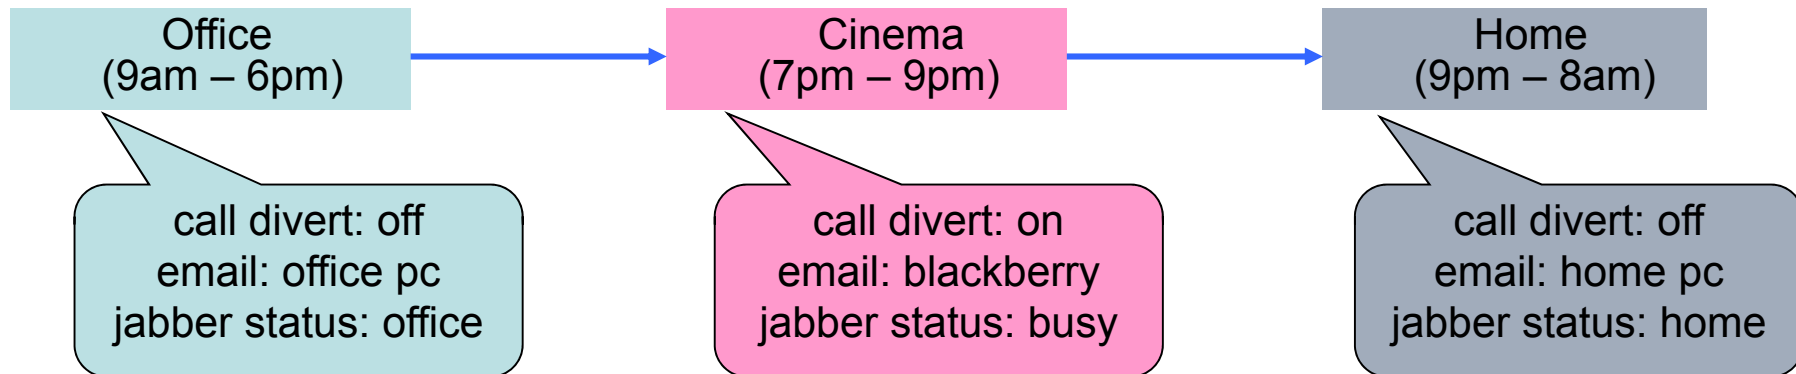 Office
(9am – 6pm)
Cinema
(7pm – 9pm)
Home
(9pm – 8am)
call divert: off
email: office pc
jabber status: office
call divert: on
email: blackberry
jabber status: busy
call divert: off
email: home pc
jabber status: home